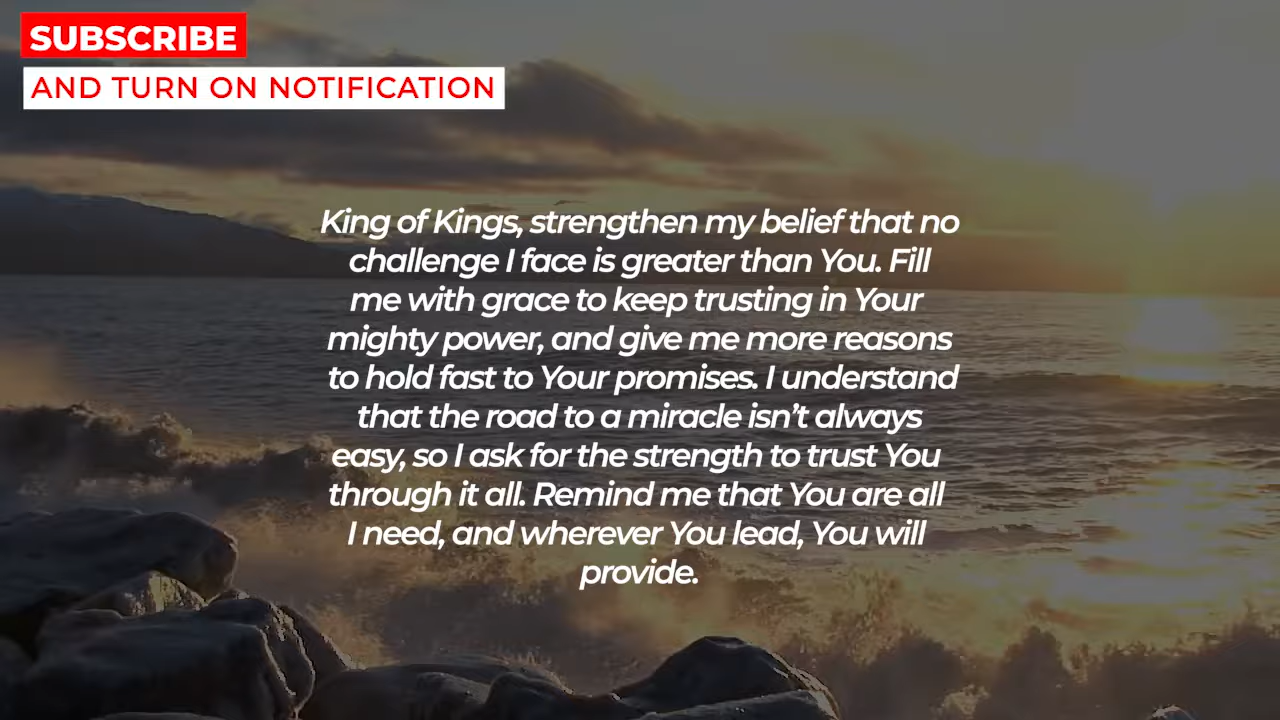 SUBSCRIBE
AND TURN ON NOTIFICATION
King of Kings, strengthen my belief that no
challenge I face is greater than You. Fill
me with grace to keep trusting in Your
mighty power, and give me more reasons
to hold fast to Your promises. I understand
that the road to a miracle isn’t always
easy, so I ask for the strength to trust You
through it all. Remind me that You are all
I need, and wherever You lead, You will
provide.